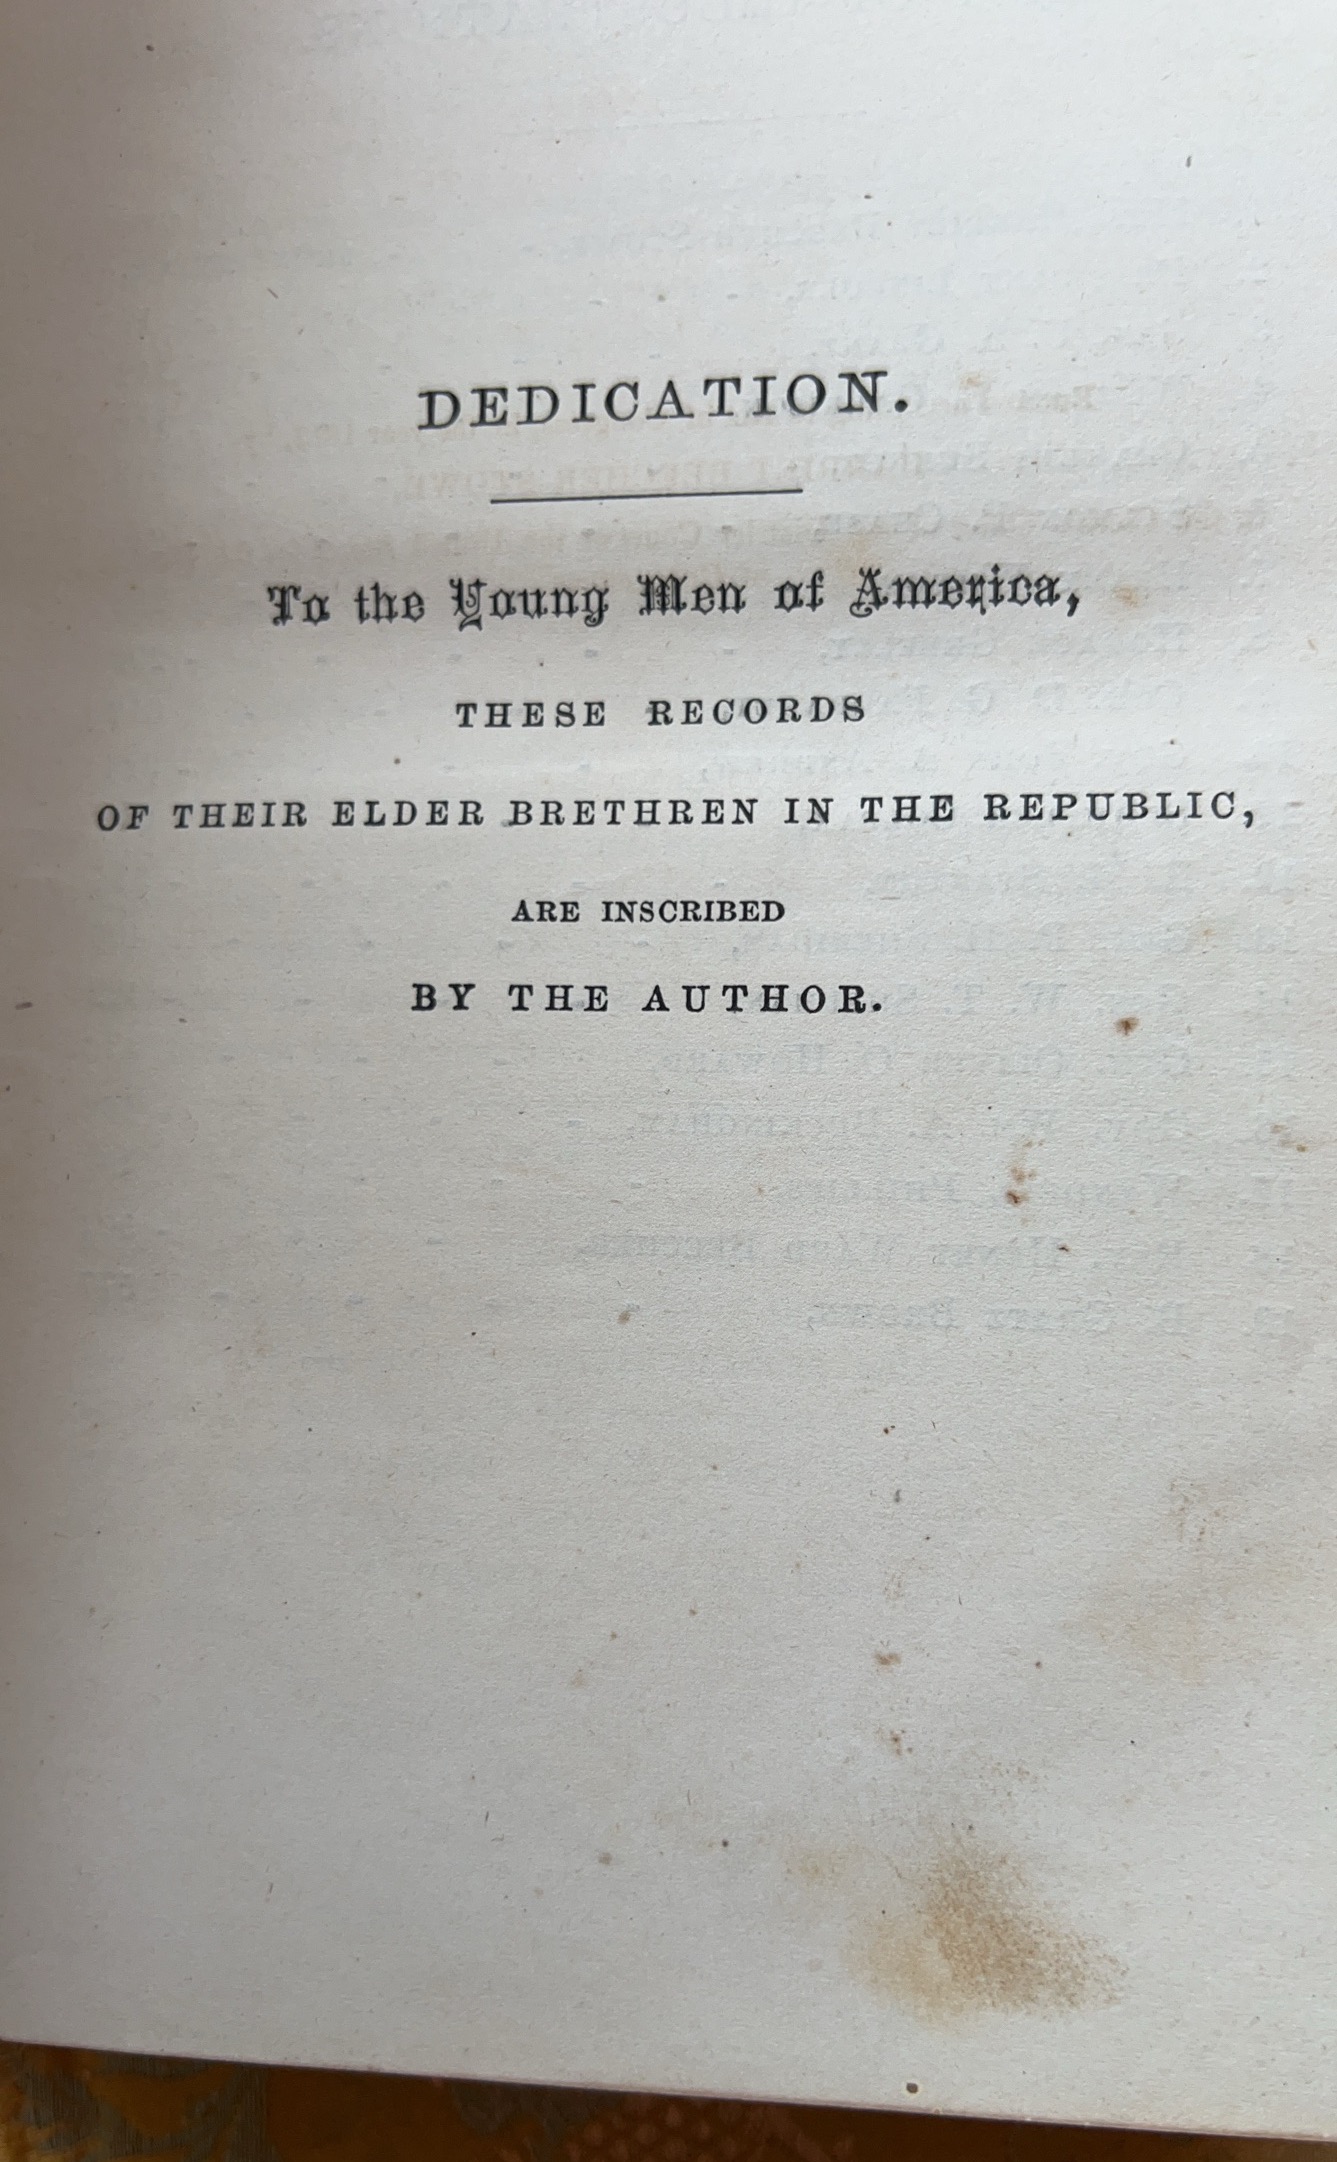 DEDICATION.
To the Young Men of America,
THESE RECORDS
OF THEIR ELDER BRETHREN IN THE REPUBLIC,
ARE INSCRIBED
BY THE AUTHOR.